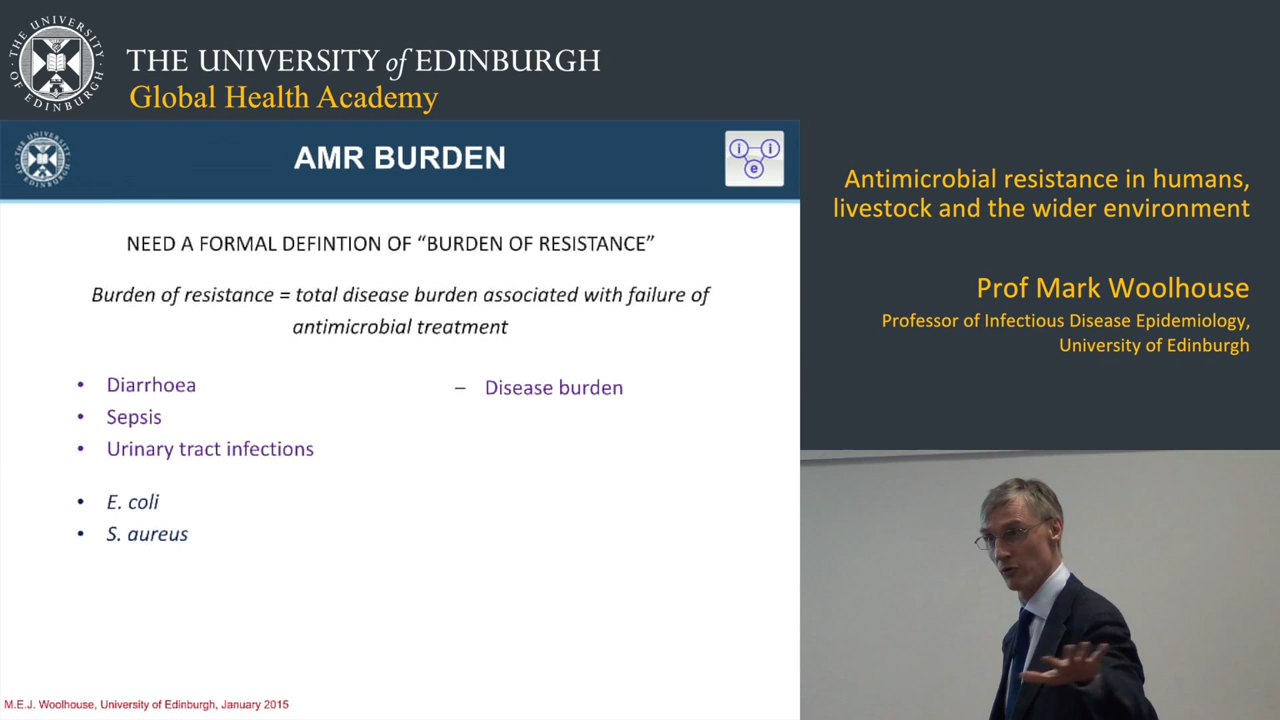 THE UNIVERSITY of EDINBURGH
Global Health Academy
AMR BURDEN
i
i
e
NEED A FORMAL DEFINTION OF “BURDEN OF RESISTANCE”
Burden of resistance = total disease burden associated with failure of
antimicrobial treatment
• Diarrhoea
• Sepsis
• Urinary tract infections
– Disease burden
• E. coli
• S. aureus
M.E.J. Woolhouse, University of Edinburgh, January 2015
Antimicrobial resistance in humans,
livestock and the wider environment
Prof Mark Woolhouse
Professor of Infectious Disease Epidemiology,
University of Edinburgh